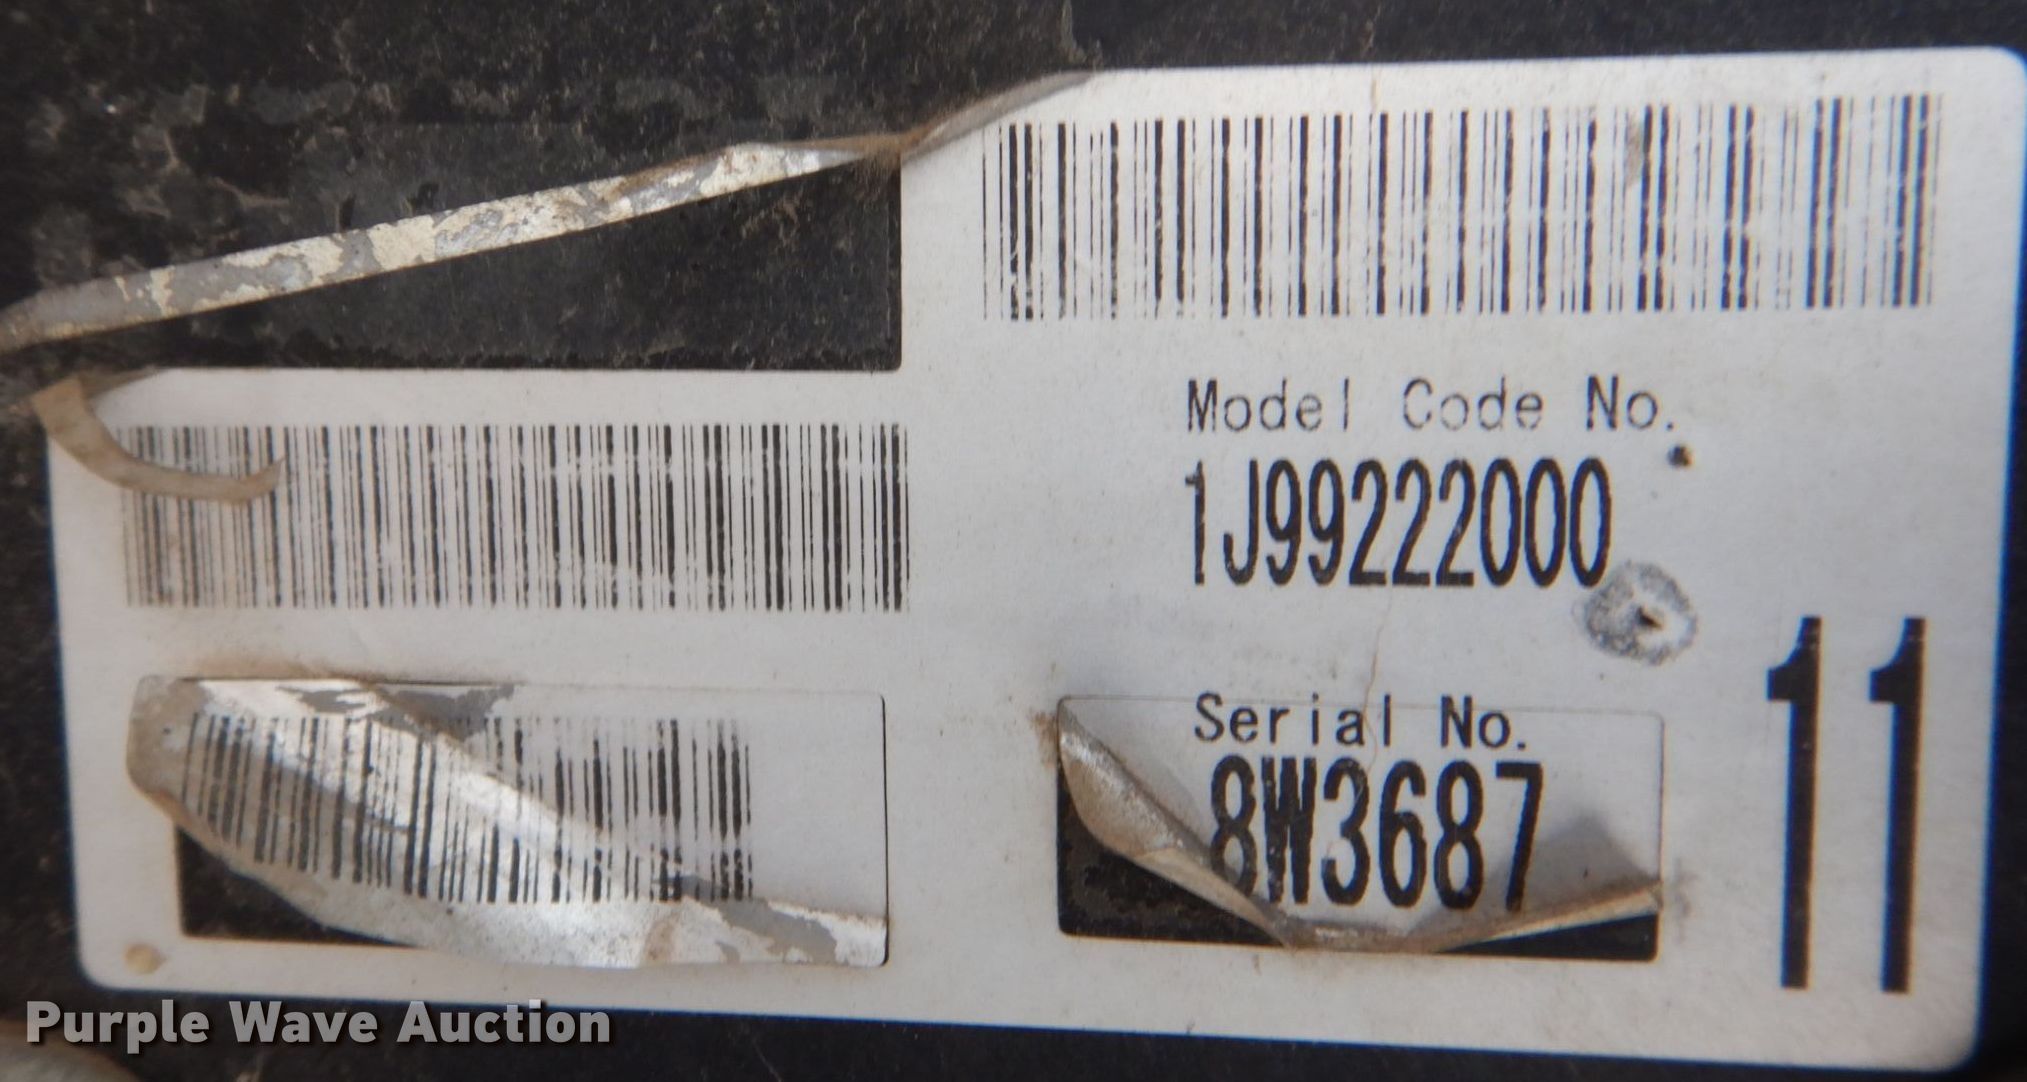 Model Code No.
1J99222000
11
Serial No.
8W3687
Purple Wave Auction